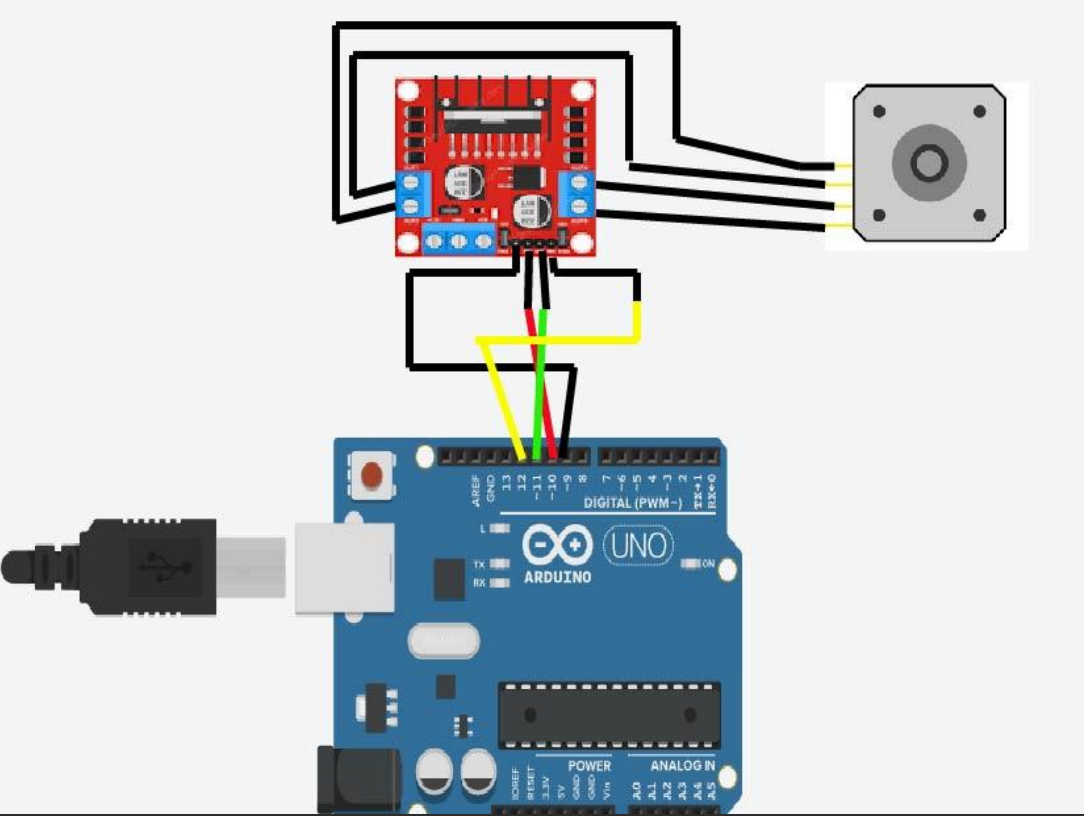 AREF
GND
13
12
~11
~10
~9
8
7
~6
~5
4
~3
2
TX→1
RX←0
DIGITAL (PWM~)
L
TX
RX
UNO
ON
ARDUINO
POWER
ANALOG IN
IOREF
RESET
3.3V
5V
GND
GND
Vin
A0
A1
A2
A3
A4
A5